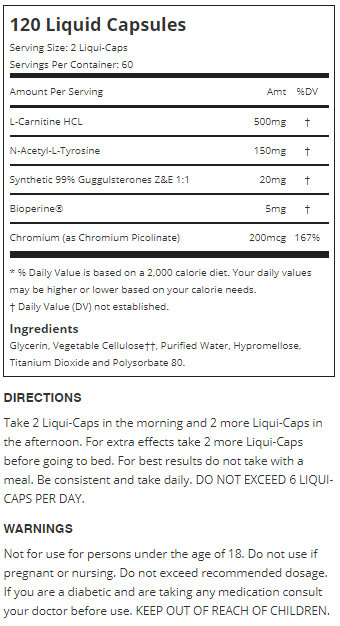 120 Liquid Capsules
Serving Size: 2 Liqui-Caps
Servings Per Container: 60
Amount Per Serving Amt %DV
L-Carnitine HCL 500mg †
N-Acetyl-L-Tyrosine 150mg †
Synthetic 99% Guggulsterones Z&E 1:1 20mg †
Bioperine® 5mg †
Chromium (as Chromium Picolinate) 200mcg 167%
* % Daily Value is based on a 2,000 calorie diet. Your daily values
may be higher or lower based on your calorie needs.
† Daily Value (DV) not established.
Ingredients
Glycerin, Vegetable Cellulose††, Purified Water, Hypromellose,
Titanium Dioxide and Polysorbate 80.
DIRECTIONS
Take 2 Liqui-Caps in the morning and 2 more Liqui-Caps in
the afternoon. For extra effects take 2 more Liqui-Caps
before going to bed. For best results do not take with a
meal. Be consistent and take daily. DO NOT EXCEED 6 LIQUI-
CAPS PER DAY.
WARNINGS
Not for use for persons under the age of 18. Do not use if
pregnant or nursing. Do not exceed recommended dosage.
If you are a diabetic and are taking any medication consult
your doctor before use. KEEP OUT OF REACH OF CHILDREN.